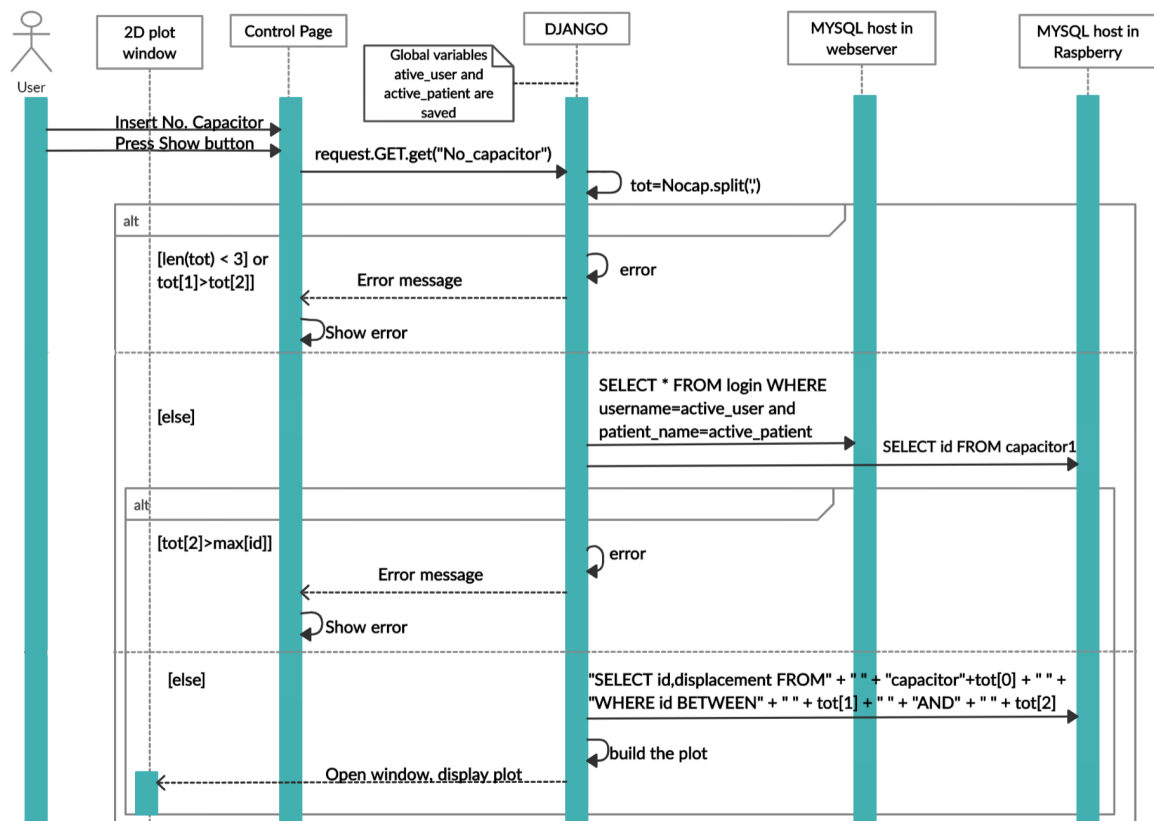 2D plot
window
Control Page
DJANGO
MYSQL host in
webserver
MYSQL host in
Raspberry
Global variables
ative_user and
active_patient are
saved
User
Insert No. Capacitor
Press Show button
request.GET.get("No_capacitor")
tot=Nocap.split(',')
alt
[len(tot) < 3] or
tot[1]>tot[2]]
error
Error message
Show error
[else]
SELECT * FROM login WHERE
username=active_user and
patient_name=active_patient
SELECT id FROM capacitor1
alt
[tot[2]>max[id]]
error
Error message
Show error
[else]
"SELECT id,displacement FROM" + " " + "capacitor"+tot[0] + " " +
"WHERE id BETWEEN" + " " + tot[1] + " " + "AND" + " " + tot[2]
build the plot
Open window, display plot